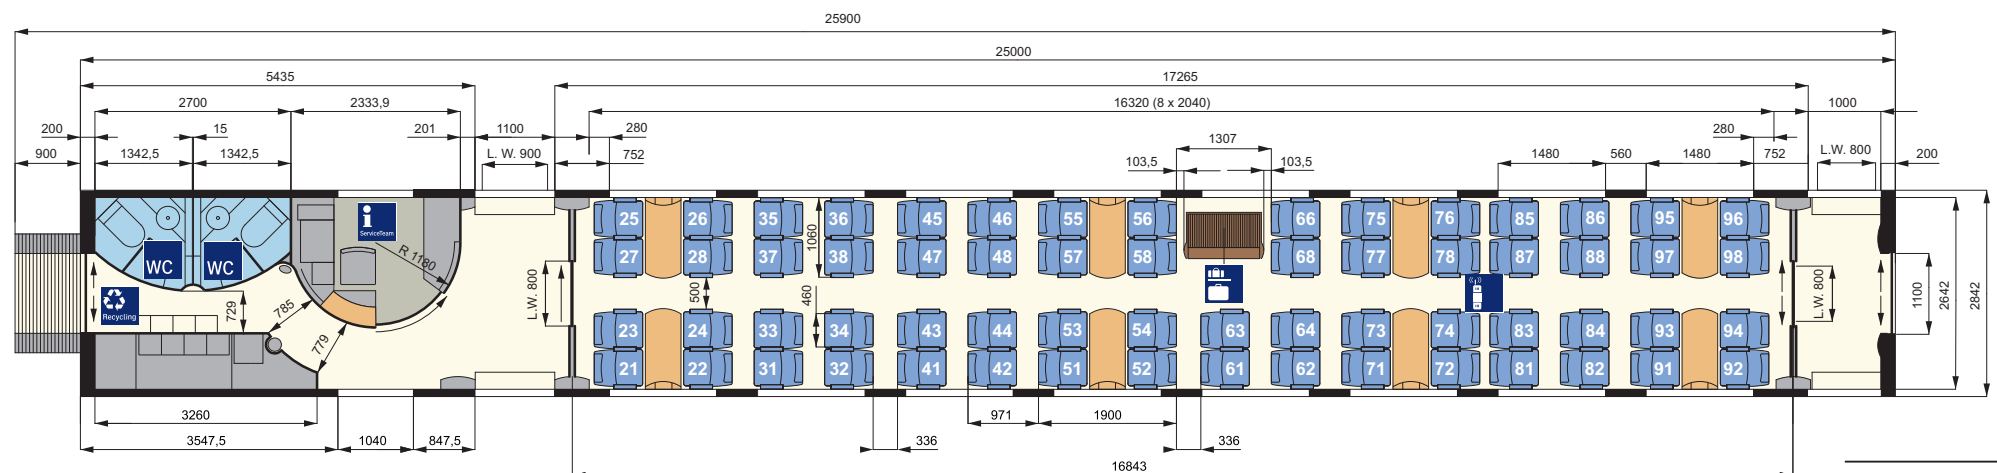 25900
25000
5435 17265
2700 2333,9 16320 (8 x 2040) 1000
200 15 201 1100 280 1307 280
900 1342,5 1342,5 L. W. 900 752 103,5 103,5 1480 560 1480 752 L.W. 800 200
25 26 35 36 45 46 55 56 66 75 76 85 86 95 96
i ServiceTeam
R 1180
1060
27 28 37 38 47 48 57 58 68 77 78 87 88 97 98
WC WC
Recycling
729 785 779
L.W. 800
500 460
L.W. 800
1100 2642 2842
23 24 33 34 43 44 53 54 63 64 73 74 83 84 93 94
21 22 31 32 41 42 51 52 61 62 71 72 81 82 91 92
3260 971 1900
3547,5 1040 847,5 336 336
16843